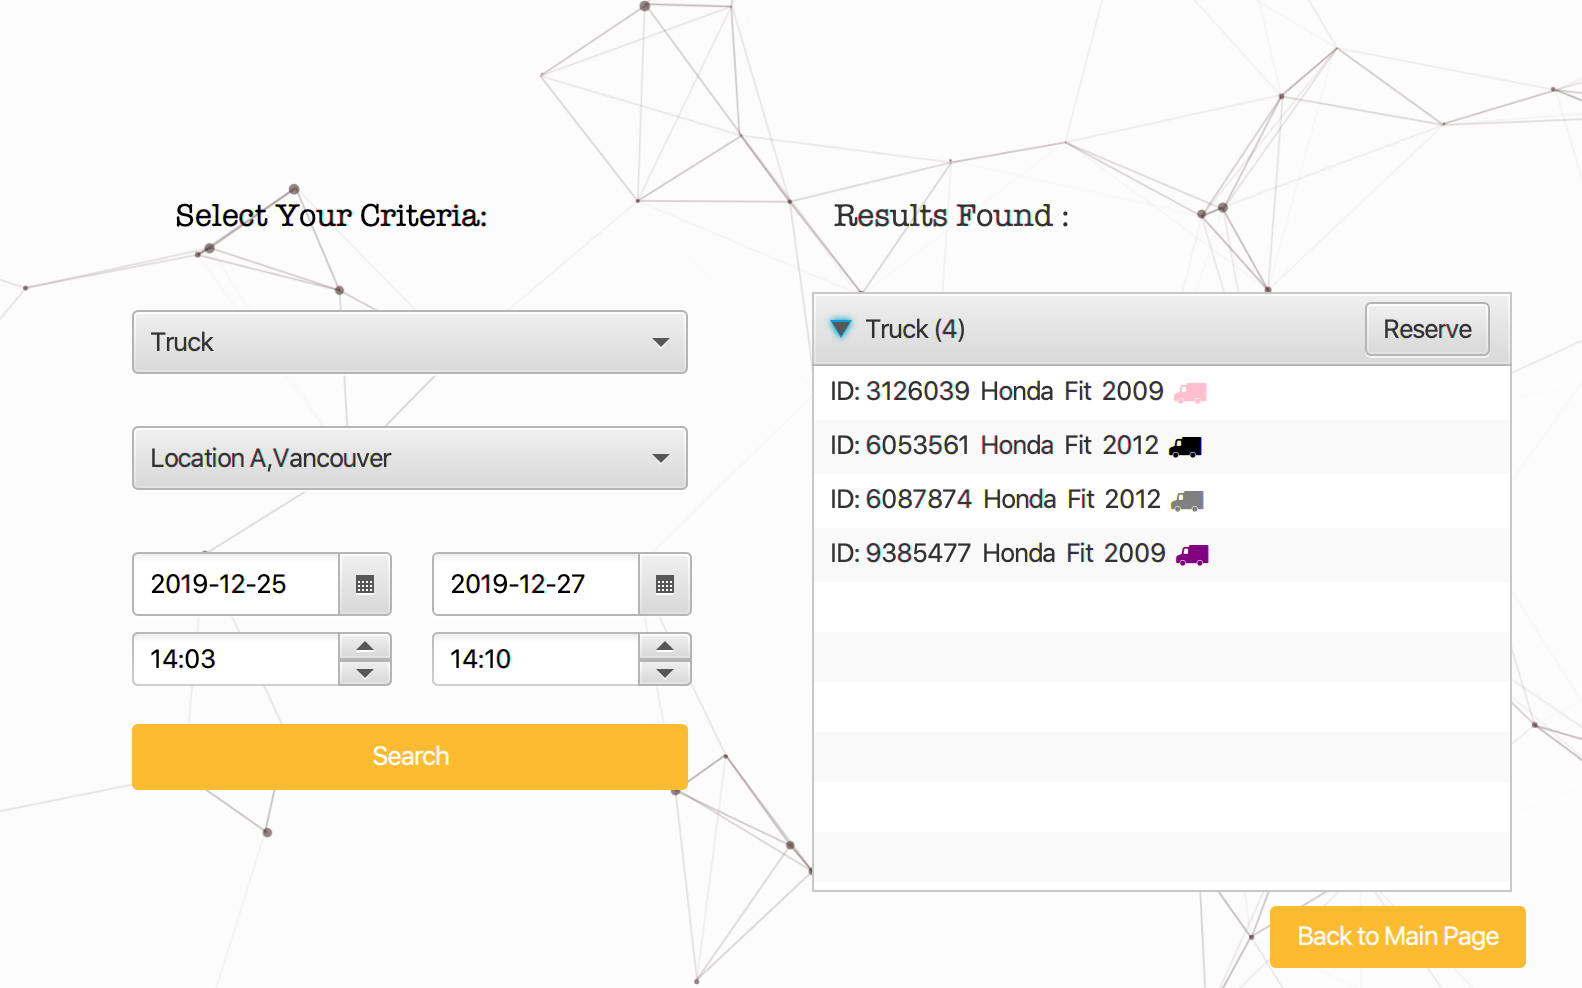 Select Your Criteria:
Truck
Location A,Vancouver
2019-12-25
2019-12-27
14:03
14:10
Search
Results Found :
Truck (4)
Reserve
ID: 3126039 Honda Fit 2009
ID: 6053561 Honda Fit 2012
ID: 6087874 Honda Fit 2012
ID: 9385477 Honda Fit 2009
Back to Main Page